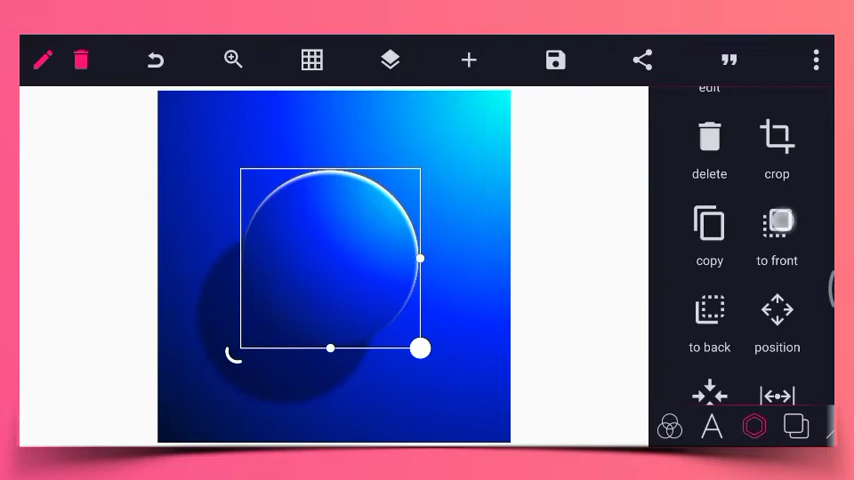 edit
delete
crop
copy
to front
to back
position